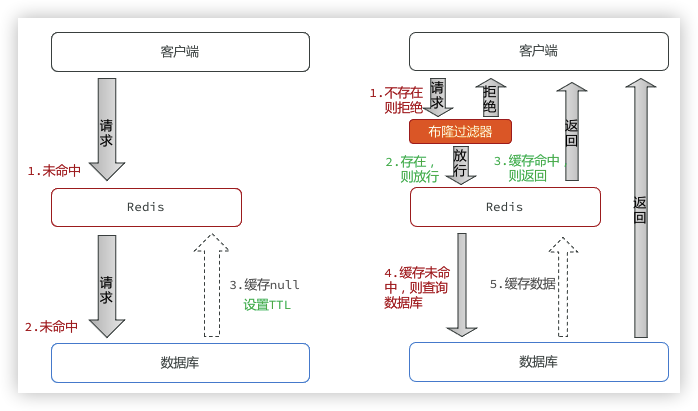 客户端
请求
1.未命中
Redis
请求
2.未命中
3.缓存null
设置TTL
数据库
客户端
1.不存在
则拒绝
请求
拒绝
布隆过滤器
2.存在，
则放行
放行
3.缓存命中，
则返回
返回
Redis
4.缓存未命
中，则查询
数据库
5.缓存数据
返回
数据库